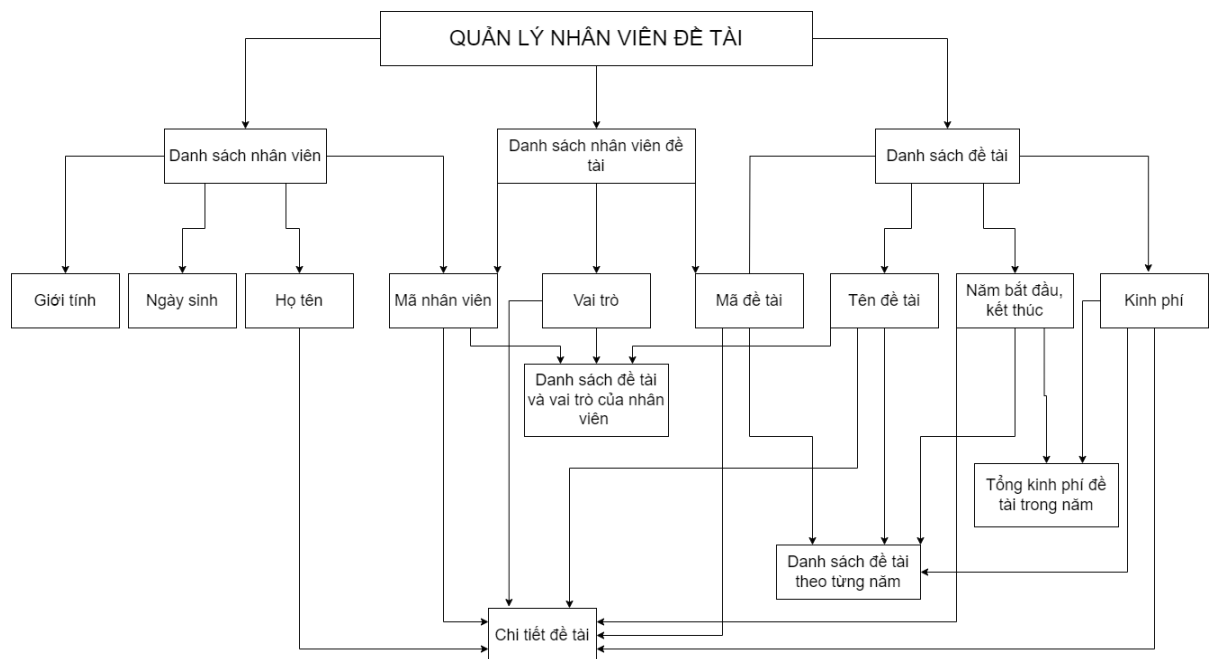 QUẢN LÝ NHÂN VIÊN ĐỀ TÀI
Danh sách nhân viên
Danh sách nhân viên đề
tài
Danh sách đề tài
Giới tính
Ngày sinh
Họ tên
Mã nhân viên
Vai trò
Mã đề tài
Tên đề tài
Năm bắt đầu,
kết thúc
Kinh phí
Danh sách đề tài
và vai trò của nhân
viên
Tổng kinh phí đề
tài trong năm
Danh sách đề tài
theo từng năm
Chi tiết đề tài